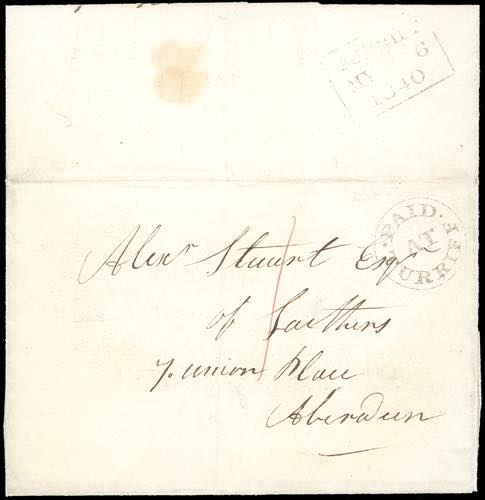 TURRIFF
MY 6
1840
PAID AT TURRIFF
Alexr Stuart Esqr
of Laithers
7. union Place
Aberdeen